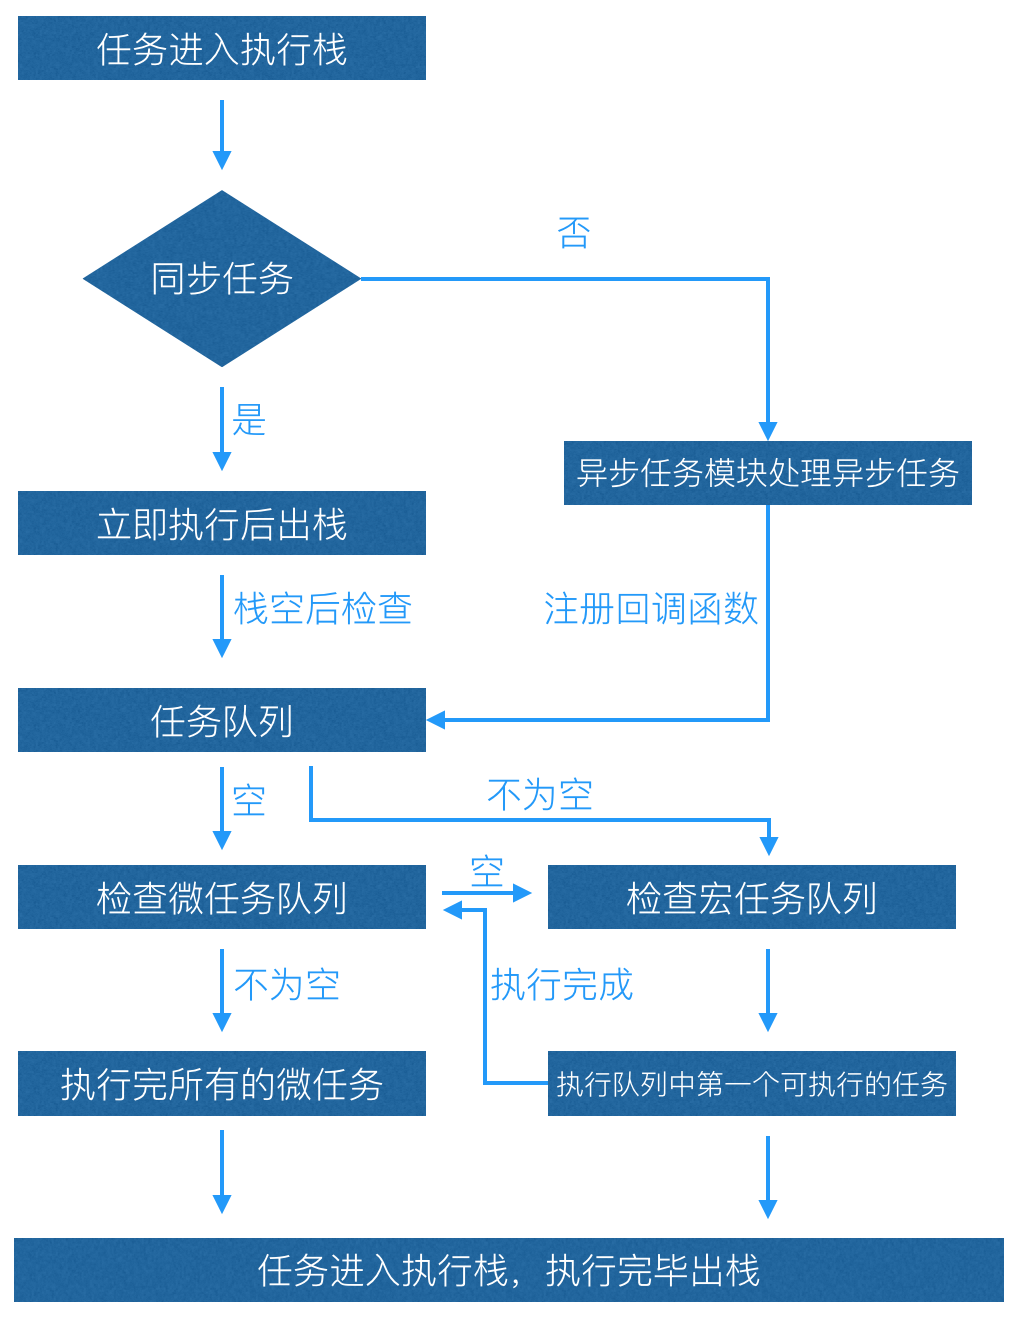 任务进入执行栈
否
同步任务
是
异步任务模块处理异步任务
立即执行后出栈
栈空后检查
注册回调函数
任务队列
空
不为空
空
检查微任务队列
检查宏任务队列
不为空
执行完成
执行完所有的微任务
执行队列中第一个可执行的任务
任务进入执行栈，执行完毕出栈